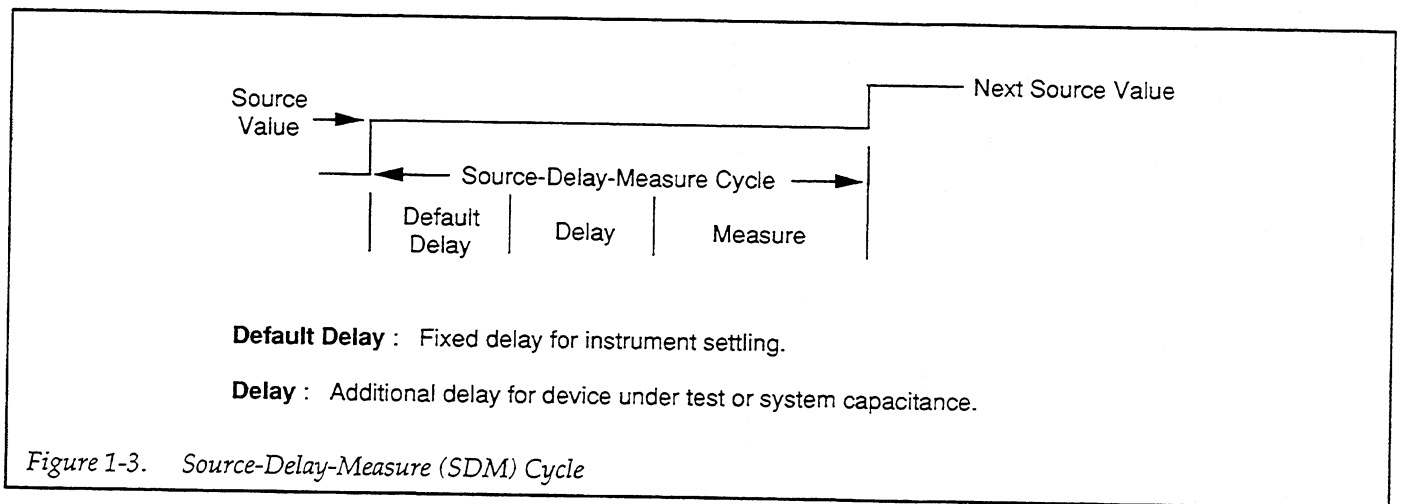 Source
Value
Next Source Value
Source-Delay-Measure Cycle
Default
Delay
Delay
Measure
Default Delay : Fixed delay for instrument settling.
Delay : Additional delay for device under test or system capacitance.
Figure 1-3. Source-Delay-Measure (SDM) Cycle